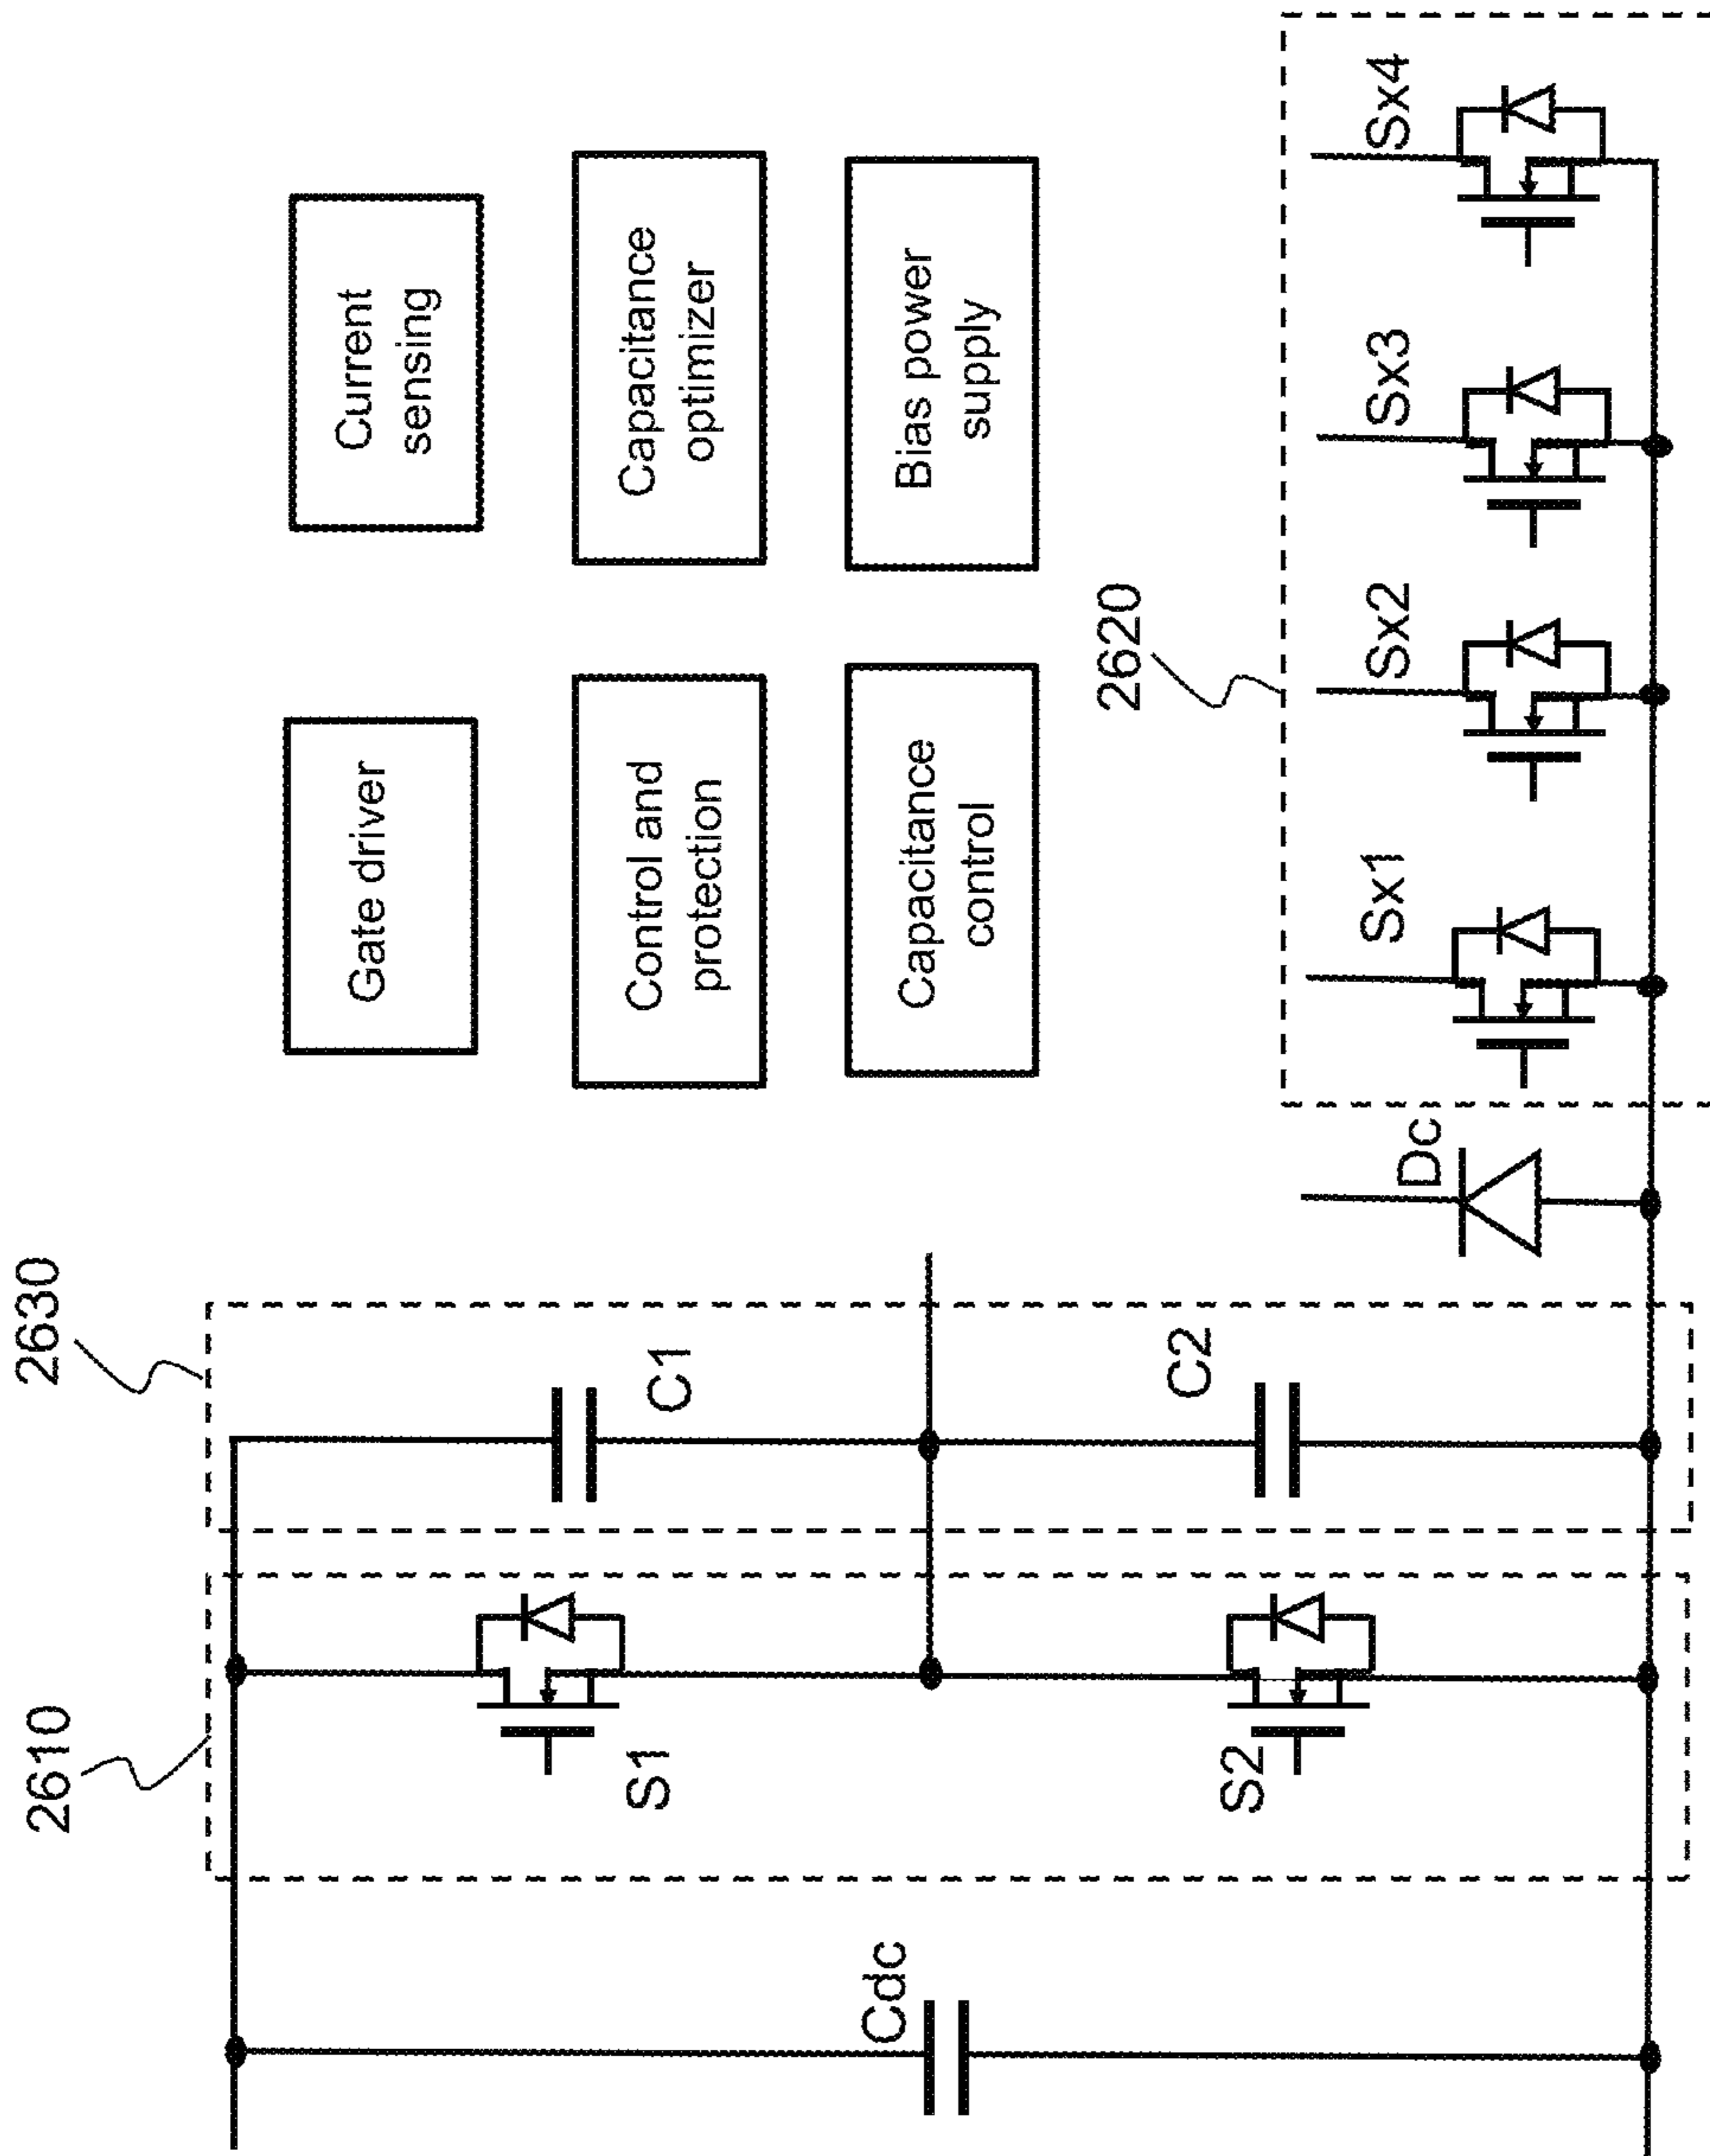 2610
2630
Gate driver
Current
sensing
Control and
protection
Capacitance
optimizer
Capacitance
control
Bias power
supply
2620
S1
C1
Cdc
S2
C2
Dc
Sx1
Sx2
Sx3
Sx4